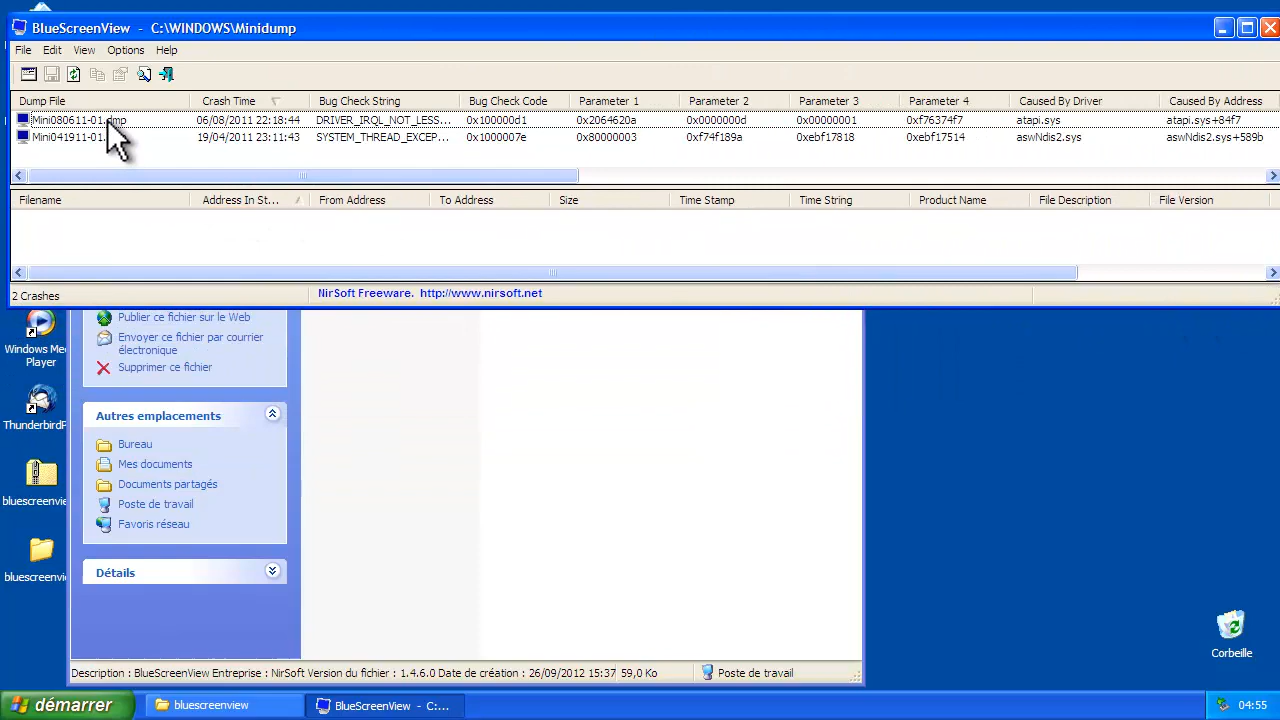 BlueScreenView - C:\WINDOWS\Minidump
File Edit View Options Help
Dump File Crash Time Bug Check String Bug Check Code Parameter 1 Parameter 2 Parameter 3 Parameter 4 Caused By Driver Caused By Address
Mini080611-01.dmp 06/08/2011 22:18:44 DRIVER_IRQL_NOT_LESS... 0x100000d1 0x2064620a 0x0000000d 0x00000001 0xf76374f7 atapi.sys atapi.sys+84f7
Mini041911-01 19/04/2011 23:11:43 SYSTEM_THREAD_EXCEP... 0x1000007e 0x80000003 0xf74f189a 0xebf17818 0xebf17514 aswNdis2.sys aswNdis2.sys+589b
Filename Address In St... From Address To Address Size Time Stamp Time String Product Name File Description File Version
2 Crashes NirSoft Freeware. http://www.nirsoft.net
Publier ce fichier sur le Web
Envoyer ce fichier par courrier
électronique
Supprimer ce fichier
Autres emplacements
Bureau
Mes documents
Documents partagés
Poste de travail
Favoris réseau
Détails
Windows Med
Player
ThunderbirdP
bluescreenvie
bluescreenvie
Corbeille
Description : BlueScreenView Entreprise : NirSoft Version du fichier : 1.4.6.0 Date de création : 26/09/2012 15:37 59,0 Ko Poste de travail
démarrer bluescreenview BlueScreenView - C:... 04:55